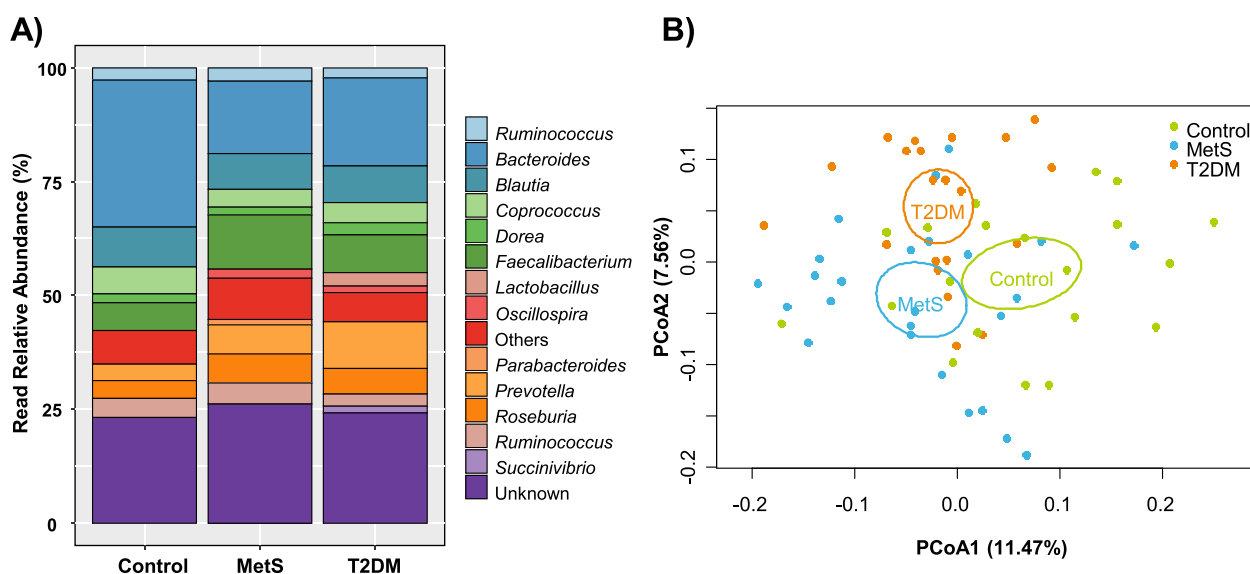 A)
Read Relative Abundance (%)
100
75
50
25
0
Control MetS T2DM
Ruminococcus
Bacteroides
Blautia
Coprococcus
Dorea
Faecalibacterium
Lactobacillus
Oscillospira
Others
Parabacteroides
Prevotella
Roseburia
Ruminococcus
Succinivibrio
Unknown
B)
PCoA2 (7.56%)
0.1
0.0
-0.1
-0.2
Control
MetS
T2DM
T2DM
Control
MetS
-0.2 -0.1 0.0 0.1 0.2
PCoA1 (11.47%)